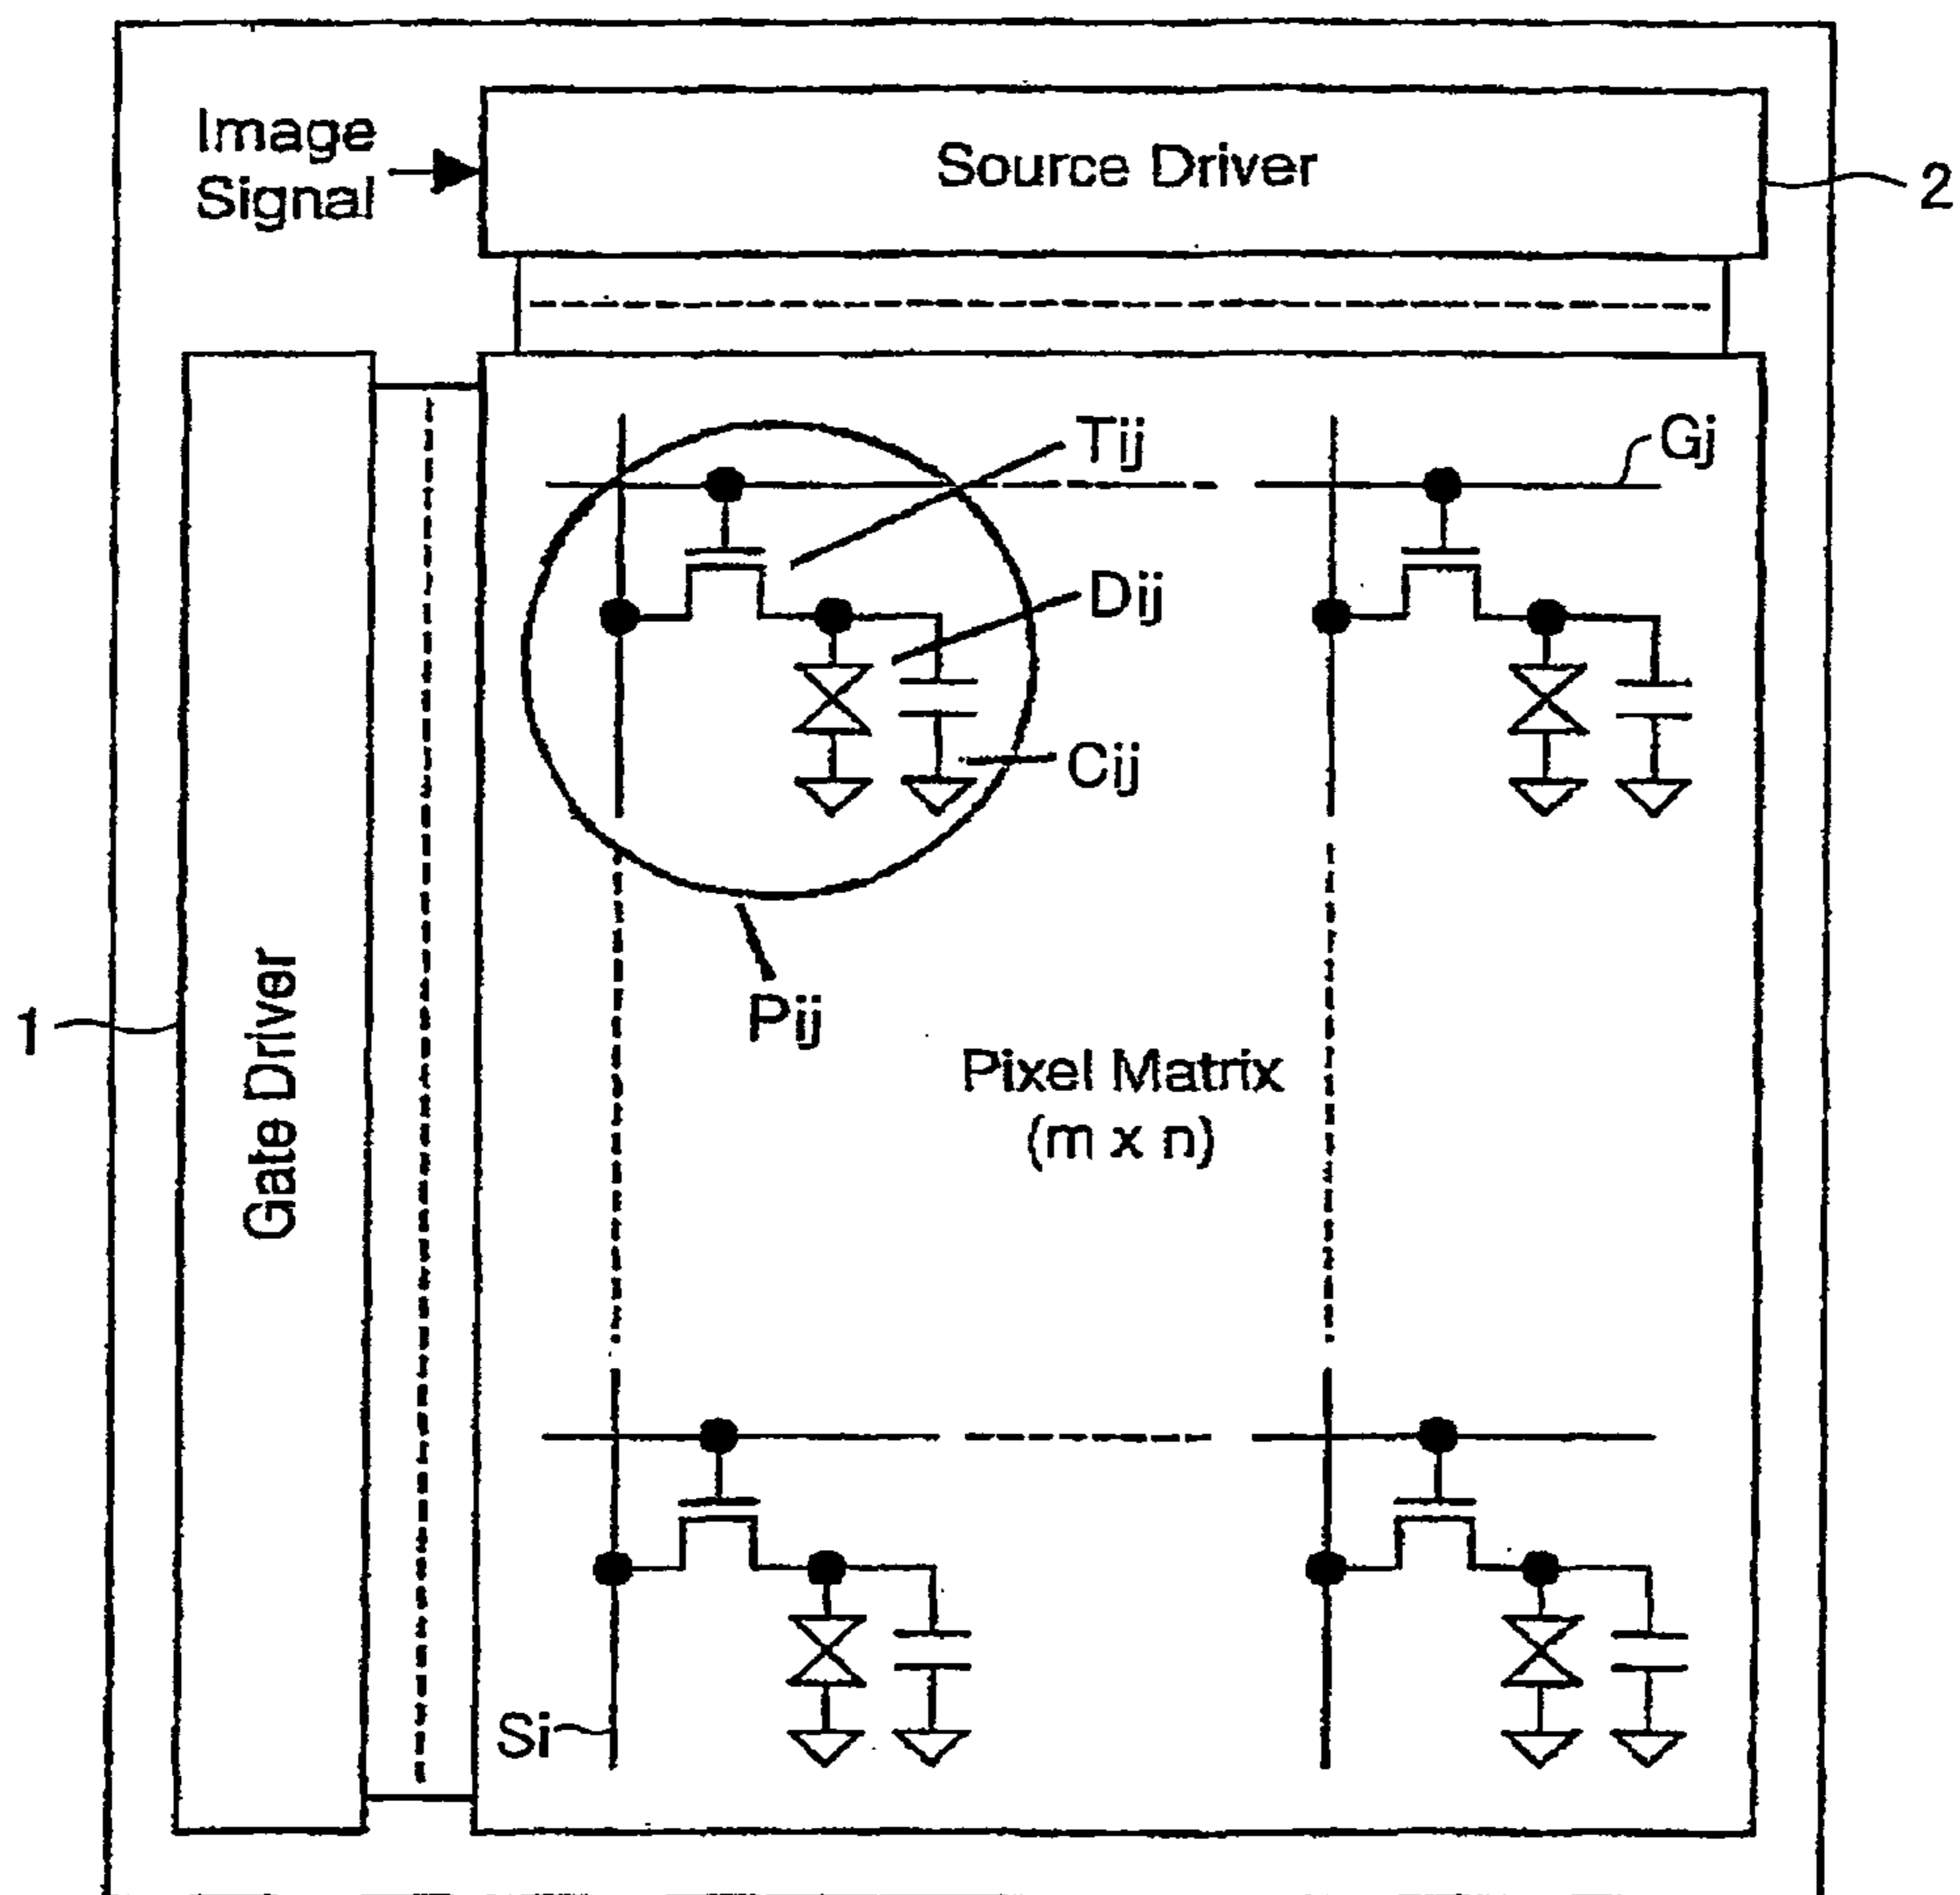 Image
Signal
Source Driver
2
Tij
Gj
Dij
Cij
Pij
1
Gate Driver
Pixel Matrix
(m x n)
Si